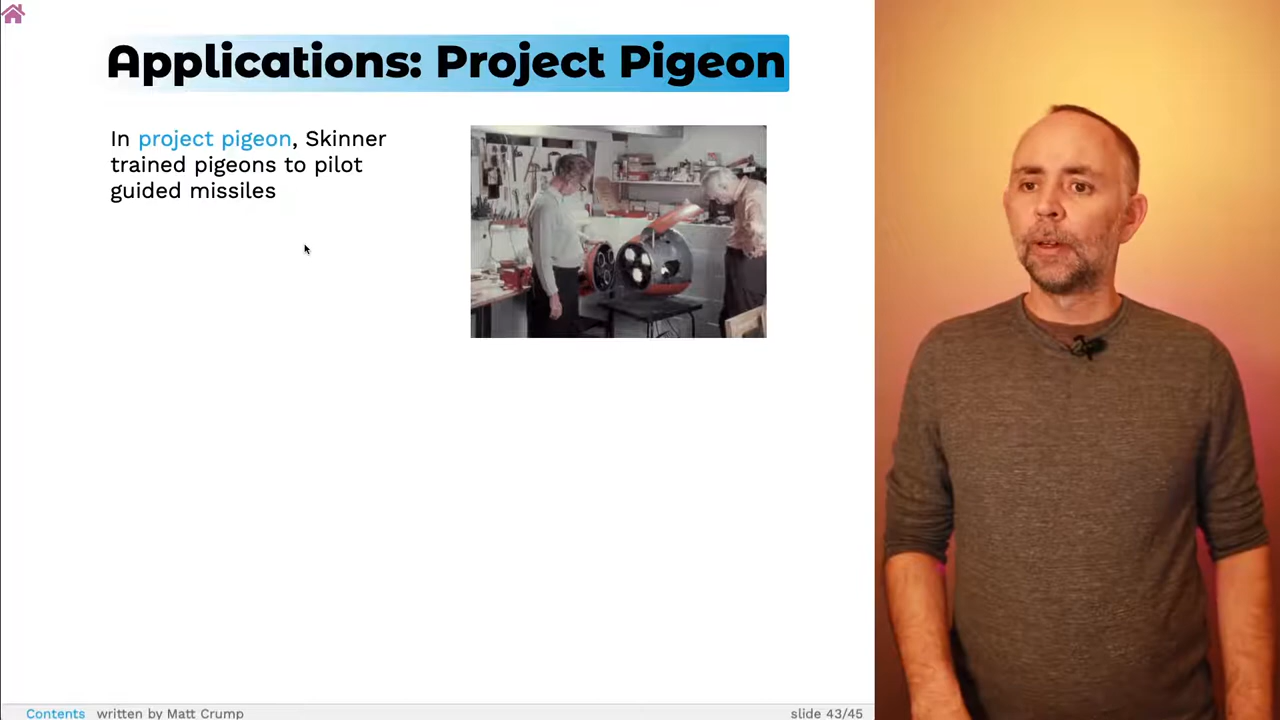 Applications: Project Pigeon
In project pigeon, Skinner
trained pigeons to pilot
guided missiles
Contents written by Matt Crump
slide 43/45